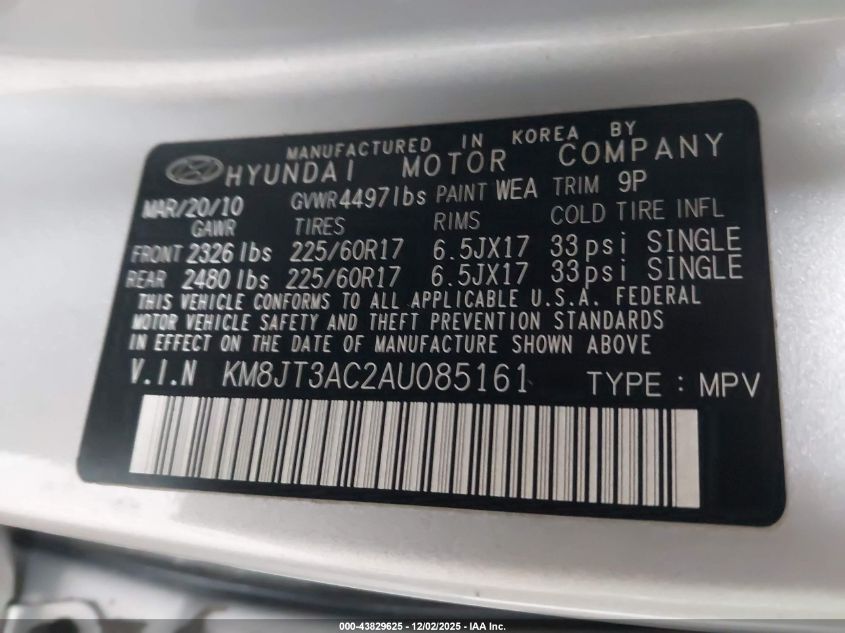 MANUFACTURED IN KOREA BY
HYUNDAI MOTOR COMPANY
MAR/20/10 GVWR 4497lbs PAINT WEA TRIM 9P
GAWR TIRES RIMS COLD TIRE INFL
FRONT 2326 lbs 225/60R17 6.5JX17 33psi SINGLE
REAR 2480 lbs 225/60R17 6.5JX17 33psi SINGLE
THIS VEHICLE CONFORMS TO ALL APPLICABLE U.S.A. FEDERAL
MOTOR VEHICLE SAFETY AND THEFT PREVENTION STANDARDS
IN EFFECT ON THE DATE OF MANUFACTURE SHOWN ABOVE
V.I.N KM8JT3AC2AU085161 TYPE : MPV
000-43829625 - 12/02/2025 - IAA Inc.